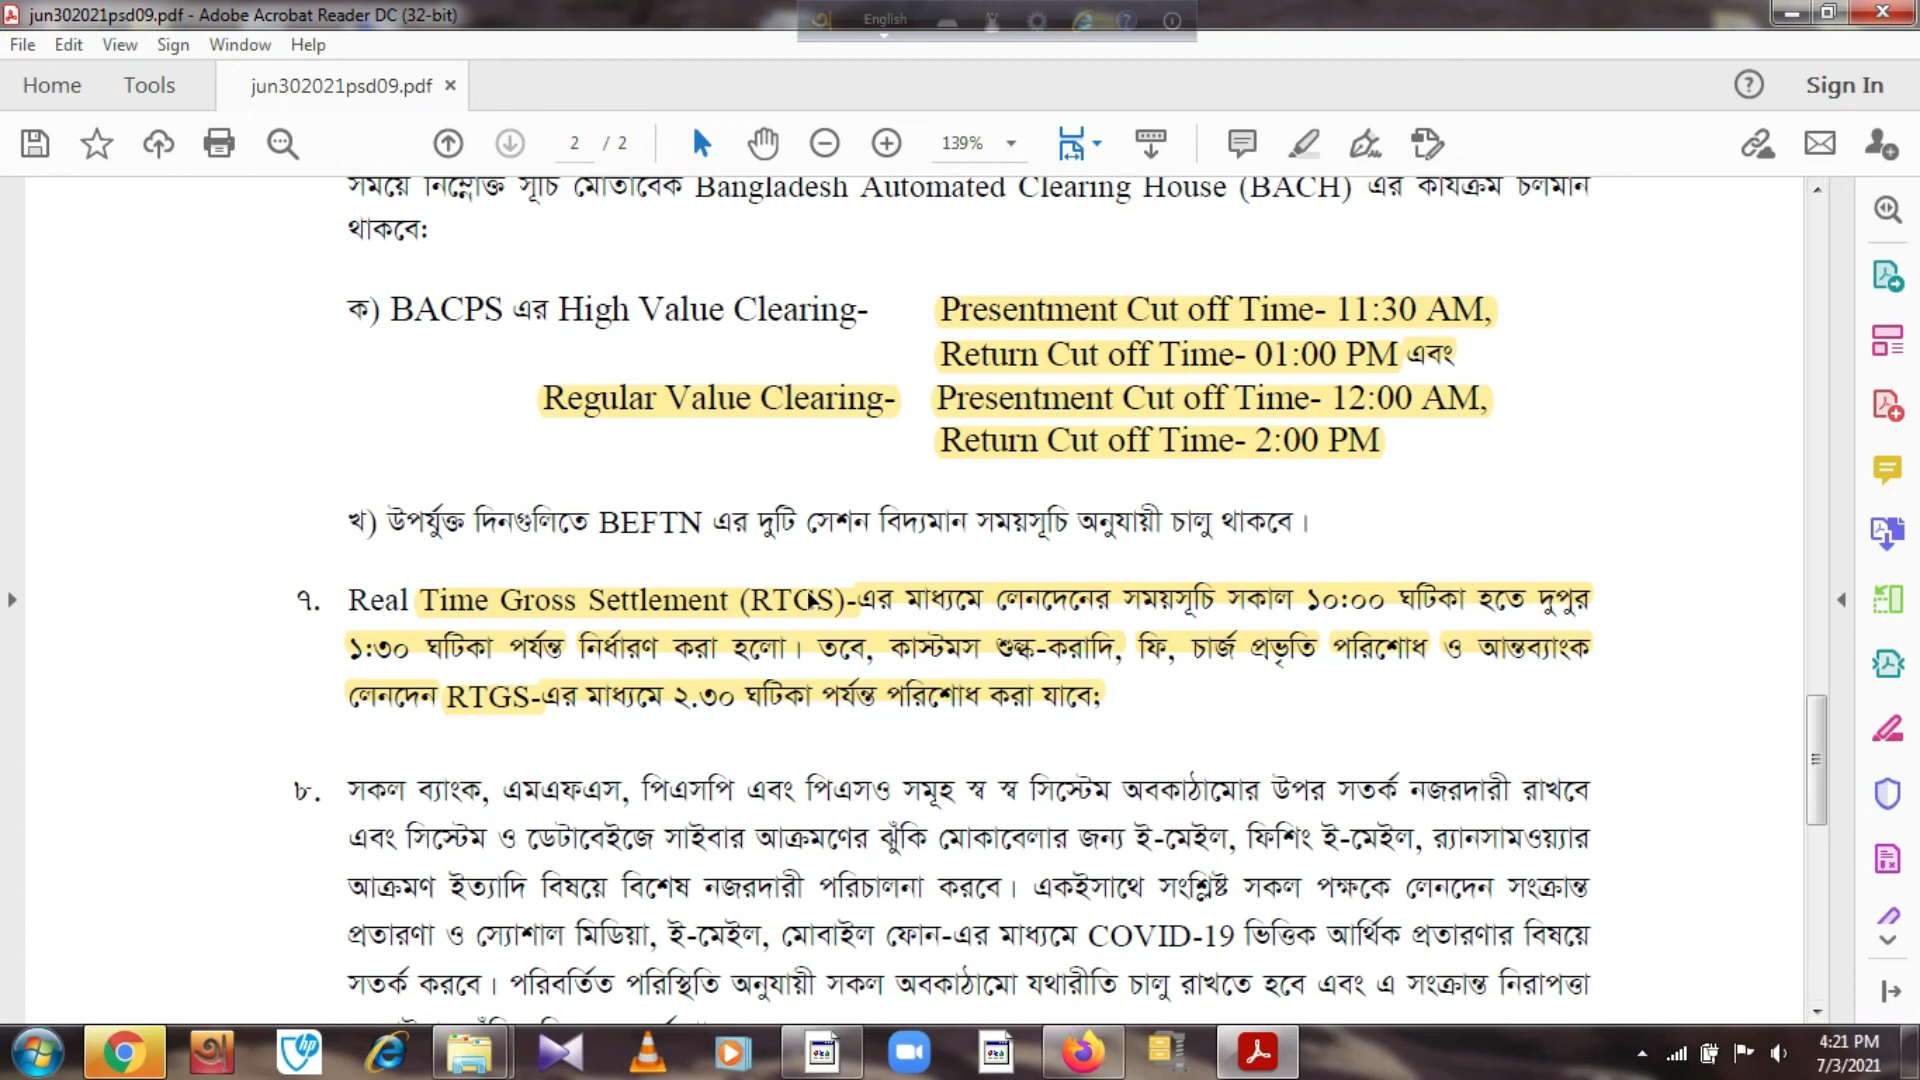 jun302021psd09.pdf - Adobe Acrobat Reader DC (32-bit)
English
File Edit View Sign Window Help
Home Tools jun302021psd09.pdf × Sign In
2 / 2 139%
সময়ে নিম্নোক্ত সূচি মোতাবেক Bangladesh Automated Clearing House (BACH) এর কার্যক্রম চলমান
থাকবে:
ক) BACPS এর High Value Clearing- Presentment Cut off Time- 11:30 AM,
Return Cut off Time- 01:00 PM এবং
Regular Value Clearing- Presentment Cut off Time- 12:00 AM,
Return Cut off Time- 2:00 PM
খ) উপর্যুক্ত দিনগুলিতে BEFTN এর দুটি সেশন বিদ্যমান সময়সূচি অনুযায়ী চালু থাকবে।
৭. Real Time Gross Settlement (RTGS)-এর মাধ্যমে লেনদেনের সময়সূচি সকাল ১০:০০ ঘটিকা হতে দুপুর
১:৩০ ঘটিকা পর্যন্ত নির্ধারণ করা হলো। তবে, কাস্টমস শুল্ক-করাদি, ফি, চার্জ প্রভৃতি পরিশোধ ও আন্তব্যাংক
লেনদেন RTGS-এর মাধ্যমে ২.৩০ ঘটিকা পর্যন্ত পরিশোধ করা যাবে;
৮. সকল ব্যাংক, এমএফএস, পিএসপি এবং পিএসও সমূহ স্ব স্ব সিস্টেম অবকাঠামোর উপর সতর্ক নজরদারী রাখবে
এবং সিস্টেম ও ডেটাবেইজে সাইবার আক্রমণের ঝুঁকি মোকাবেলার জন্য ই-মেইল, ফিশিং ই-মেইল, র‍্যানসামওয়্যার
আক্রমণ ইত্যাদি বিষয়ে বিশেষ নজরদারী পরিচালনা করবে। একইসাথে সংশ্লিষ্ট সকল পক্ষকে লেনদেন সংক্রান্ত
প্রতারণা ও স্যোশাল মিডিয়া, ই-মেইল, মোবাইল ফোন-এর মাধ্যমে COVID-19 ভিত্তিক আর্থিক প্রতারণার বিষয়ে
সতর্ক করবে। পরিবর্তিত পরিস্থিতি অনুযায়ী সকল অবকাঠামো যথারীতি চালু রাখতে হবে এবং এ সংক্রান্ত নিরাপত্তা
4:21 PM
7/3/2021